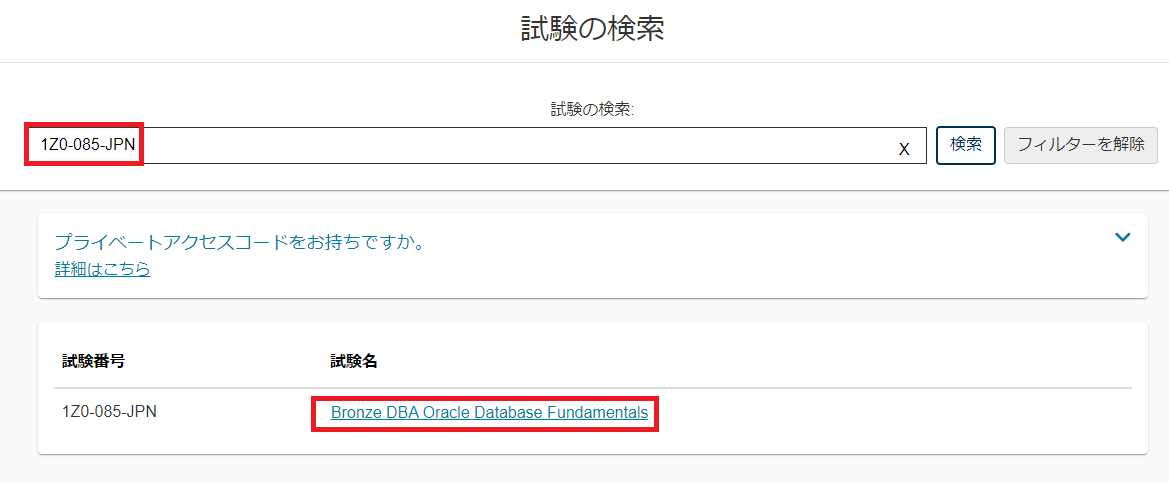 試験の検索
試験の検索:
1Z0-085-JPN X 検索 フィルターを解除
プライベートアクセスコードをお持ちですか。
詳細はこちら
試験番号 試験名
1Z0-085-JPN Bronze DBA Oracle Database Fundamentals